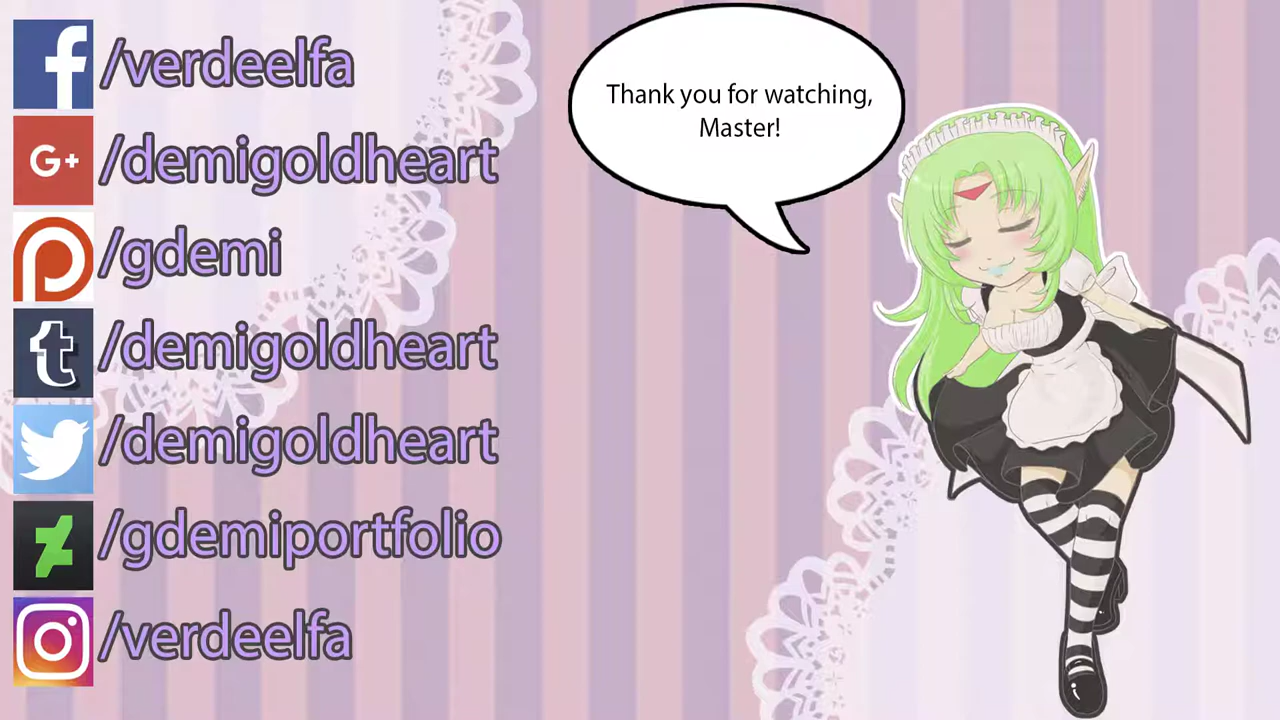 /verdeelfa
G+ /demigoldheart
/gdemi
/demigoldheart
/demigoldheart
/gdemiportfolio
/verdeelfa
Thank you for watching,
Master!